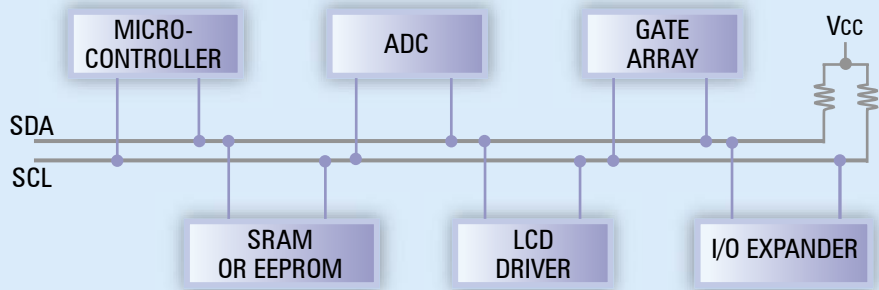 MICRO-
CONTROLLER
ADC
GATE
ARRAY
VCC
SDA
SCL
SRAM
OR EEPROM
LCD
DRIVER
I/O EXPANDER